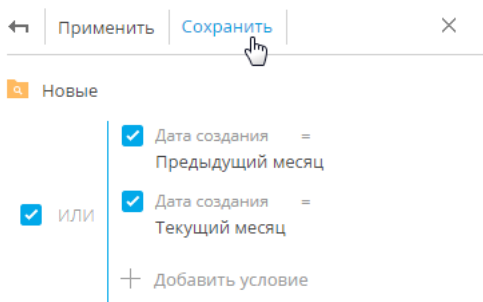 Применить Сохранить
Новые
Дата создания =
Предыдущий месяц
Дата создания =
ИЛИ
Текущий месяц
Добавить условие